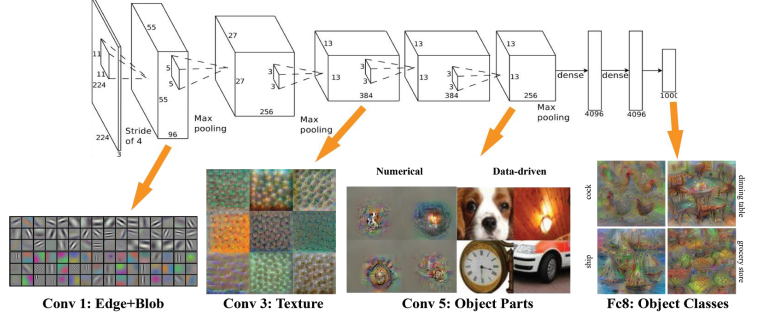 55
27
13
13
13
11
5
3
3
3
11
5
27
3
13
3
13
3
13
dense
dense
224
55
384
384
256
1000
256
Max
pooling
4096
4096
Stride
of 4
96
Max
pooling
Max
pooling
224
3
Numerical
Data-driven
cock
dinning table
ship
grocery store
Conv 1: Edge+Blob
Conv 3: Texture
Conv 5: Object Parts
Fc8: Object Classes